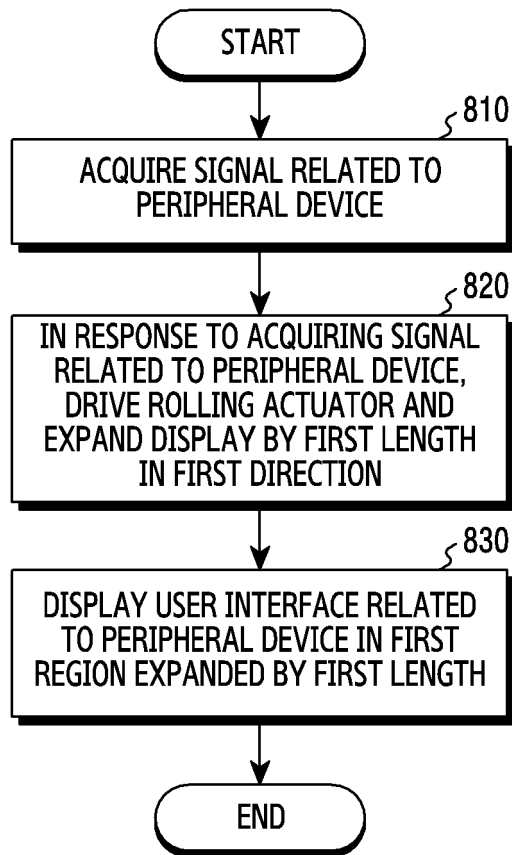 START
810
ACQUIRE SIGNAL RELATED TO
PERIPHERAL DEVICE
820
IN RESPONSE TO ACQUIRING SIGNAL
RELATED TO PERIPHERAL DEVICE,
DRIVE ROLLING ACTUATOR AND
EXPAND DISPLAY BY FIRST LENGTH
IN FIRST DIRECTION
830
DISPLAY USER INTERFACE RELATED
TO PERIPHERAL DEVICE IN FIRST
REGION EXPANDED BY FIRST LENGTH
END